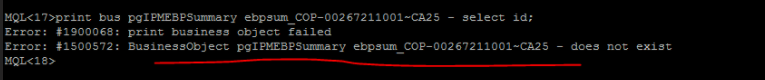 MQL<17>print bus pgIPMEBPSummary ebpsum_COP-00267211001~CA25 - select id;
Error: #1900068: print business object failed
Error: #1500572: BusinessObject pgIPMEBPSummary ebpsum_COP-00267211001~CA25 - does not exist
MQL<18>